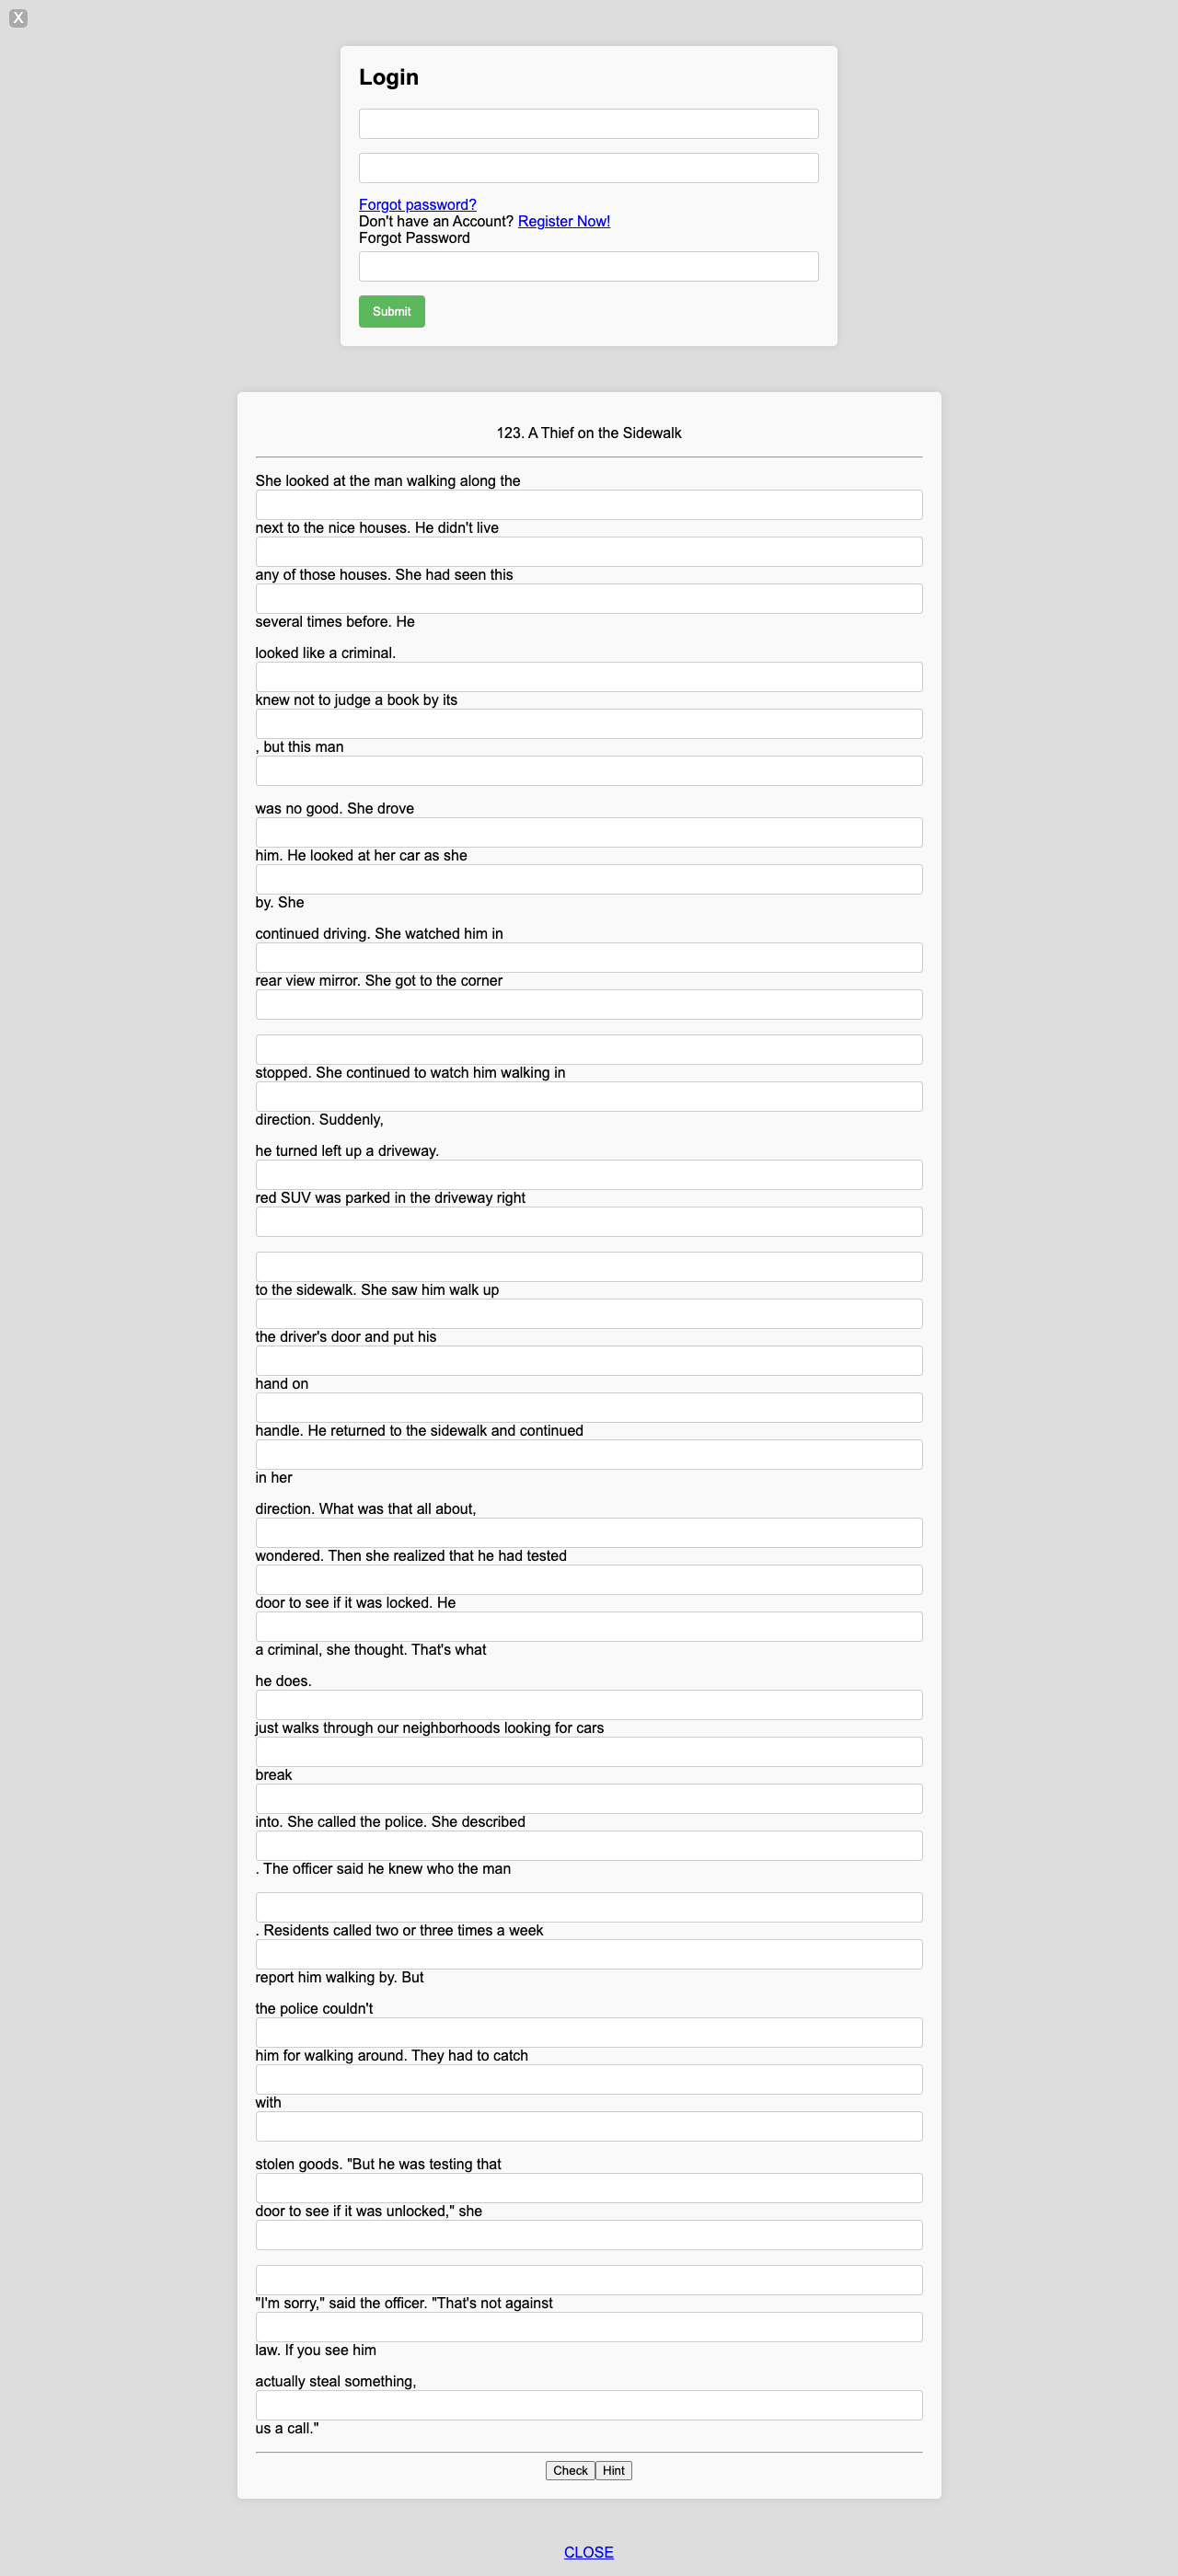 X
Login
Forgot password?
Don't have an Account? Register Now!
Forgot Password
Submit
123. A Thief on the Sidewalk
She looked at the man walking along the
next to the nice houses. He didn't live
any of those houses. She had seen this
several times before. He
looked like a criminal.
knew not to judge a book by its
, but this man
was no good. She drove
him. He looked at her car as she
by. She
continued driving. She watched him in
rear view mirror. She got to the corner
stopped. She continued to watch him walking in
direction. Suddenly,
he turned left up a driveway.
red SUV was parked in the driveway right
to the sidewalk. She saw him walk up
the driver's door and put his
hand on
handle. He returned to the sidewalk and continued
in her
direction. What was that all about,
wondered. Then she realized that he had tested
door to see if it was locked. He
a criminal, she thought. That's what
he does.
just walks through our neighborhoods looking for cars
break
into. She called the police. She described
. The officer said he knew who the man
. Residents called two or three times a week
report him walking by. But
the police couldn't
him for walking around. They had to catch
with
stolen goods. "But he was testing that
door to see if it was unlocked," she
"I'm sorry," said the officer. "That's not against
law. If you see him
actually steal something,
us a call."
Check Hint
CLOSE